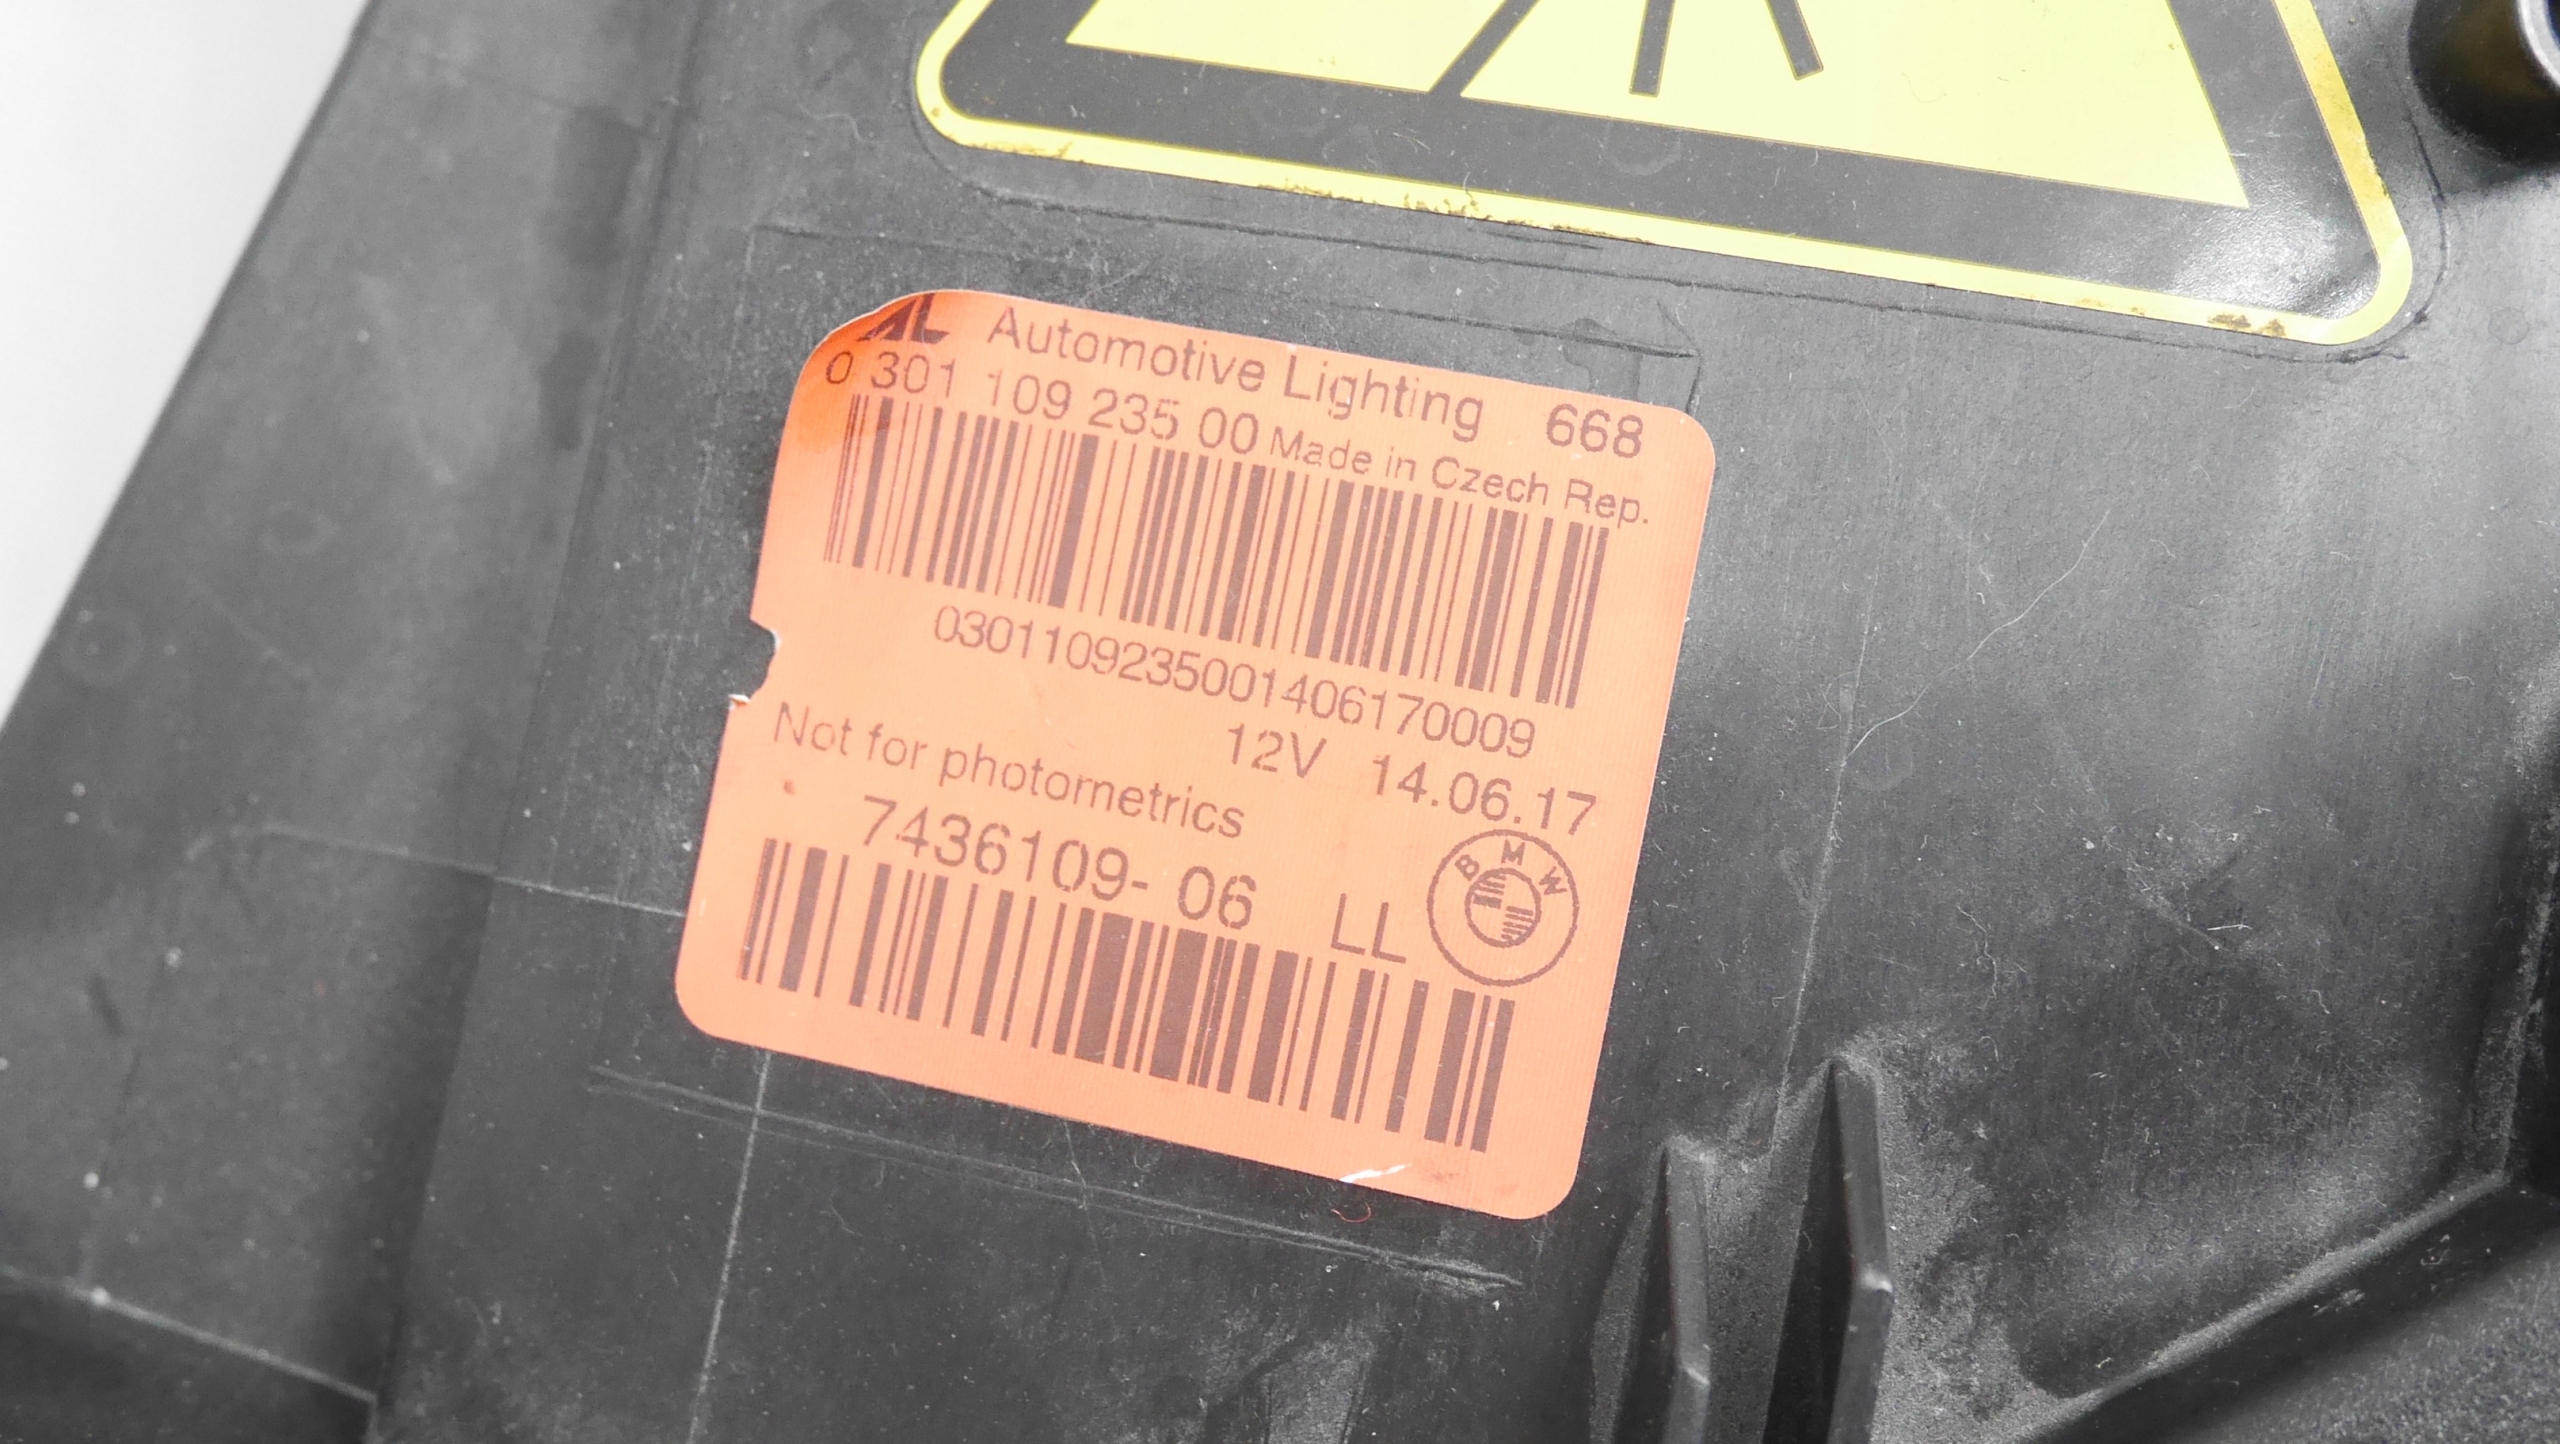 AL Automotive Lighting 668
0 301 109 235 00 Made in Czech Rep.
0301109235001406170009
12V 14.06.17
Not for photometrics
7436109- 06 LL
BMW